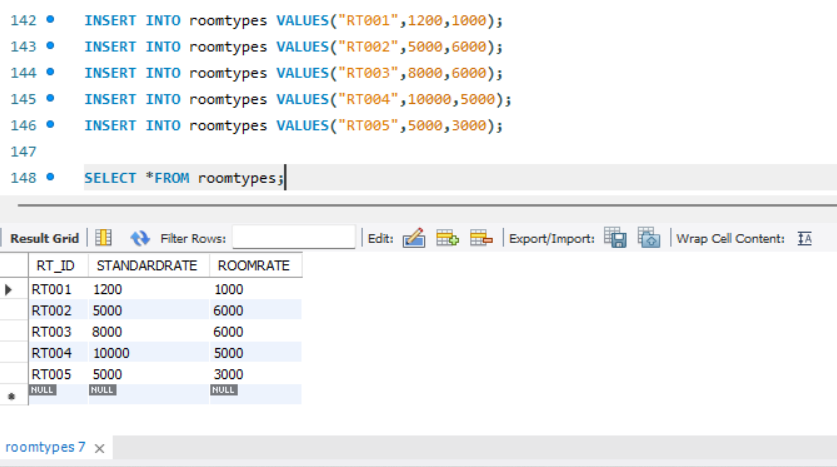 142 INSERT INTO roomtypes VALUES("RT001",1200,1000);
143 INSERT INTO roomtypes VALUES("RT002",5000,6000);
144 INSERT INTO roomtypes VALUES("RT003",8000,6000);
145 INSERT INTO roomtypes VALUES("RT004",10000,5000);
146 INSERT INTO roomtypes VALUES("RT005",5000,3000);
147
148 SELECT *FROM roomtypes;
Result Grid Filter Rows: Edit: Export/Import: Wrap Cell Content: IA
RT_ID STANDARDRATE ROOMRATE
RT001 1200 1000
RT002 5000 6000
RT003 8000 6000
RT004 10000 5000
RT005 5000 3000
NULL NULL NULL
roomtypes 7